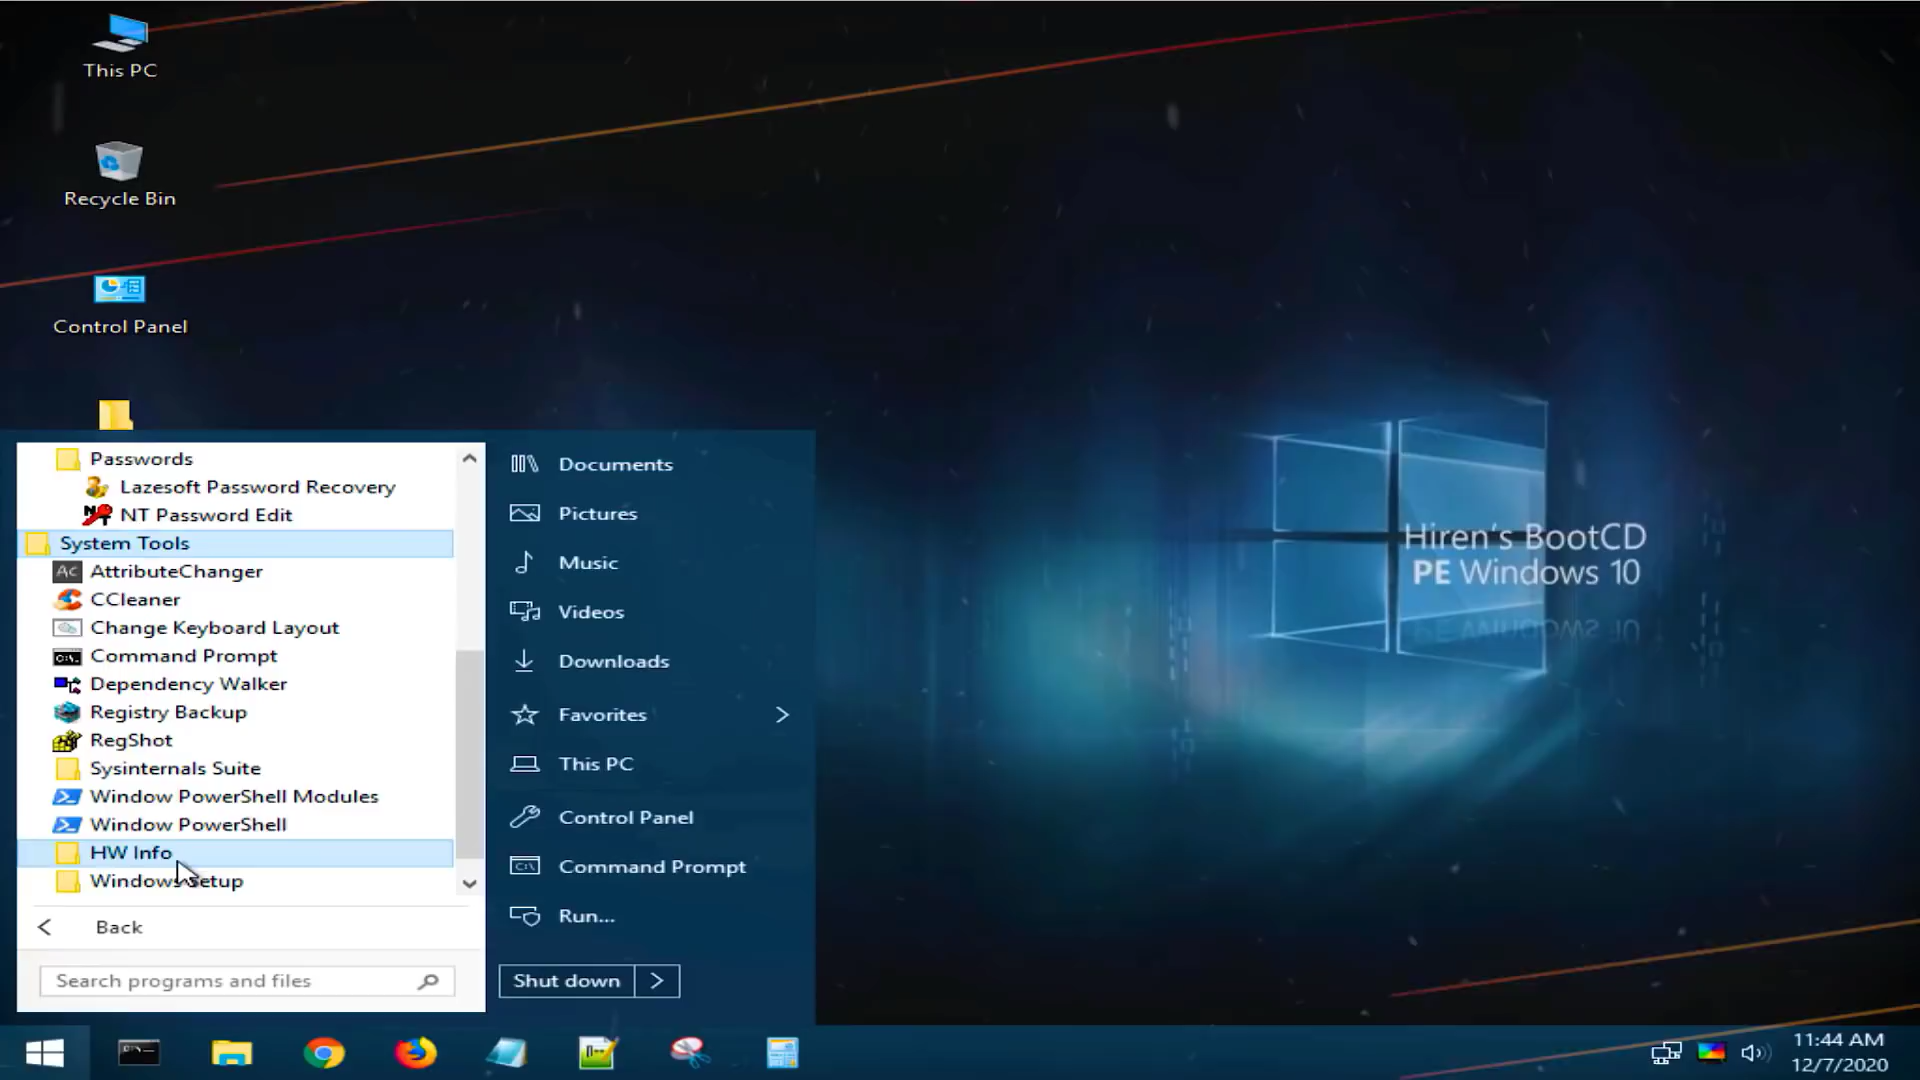 This PC
Recycle Bin
Control Panel
Passwords
Lazesoft Password Recovery
NT Password Edit
System Tools
AttributeChanger
CCleaner
Change Keyboard Layout
Command Prompt
Dependency Walker
Registry Backup
RegShot
Sysinternals Suite
Window PowerShell Modules
Window PowerShell
HW Info
Windows Setup
Back
Search programs and files
Documents
Pictures
Music
Videos
Downloads
Favorites
This PC
Control Panel
Command Prompt
Run...
Shut down
Hiren's BootCD
PE Windows 10
11:44 AM
12/7/2020